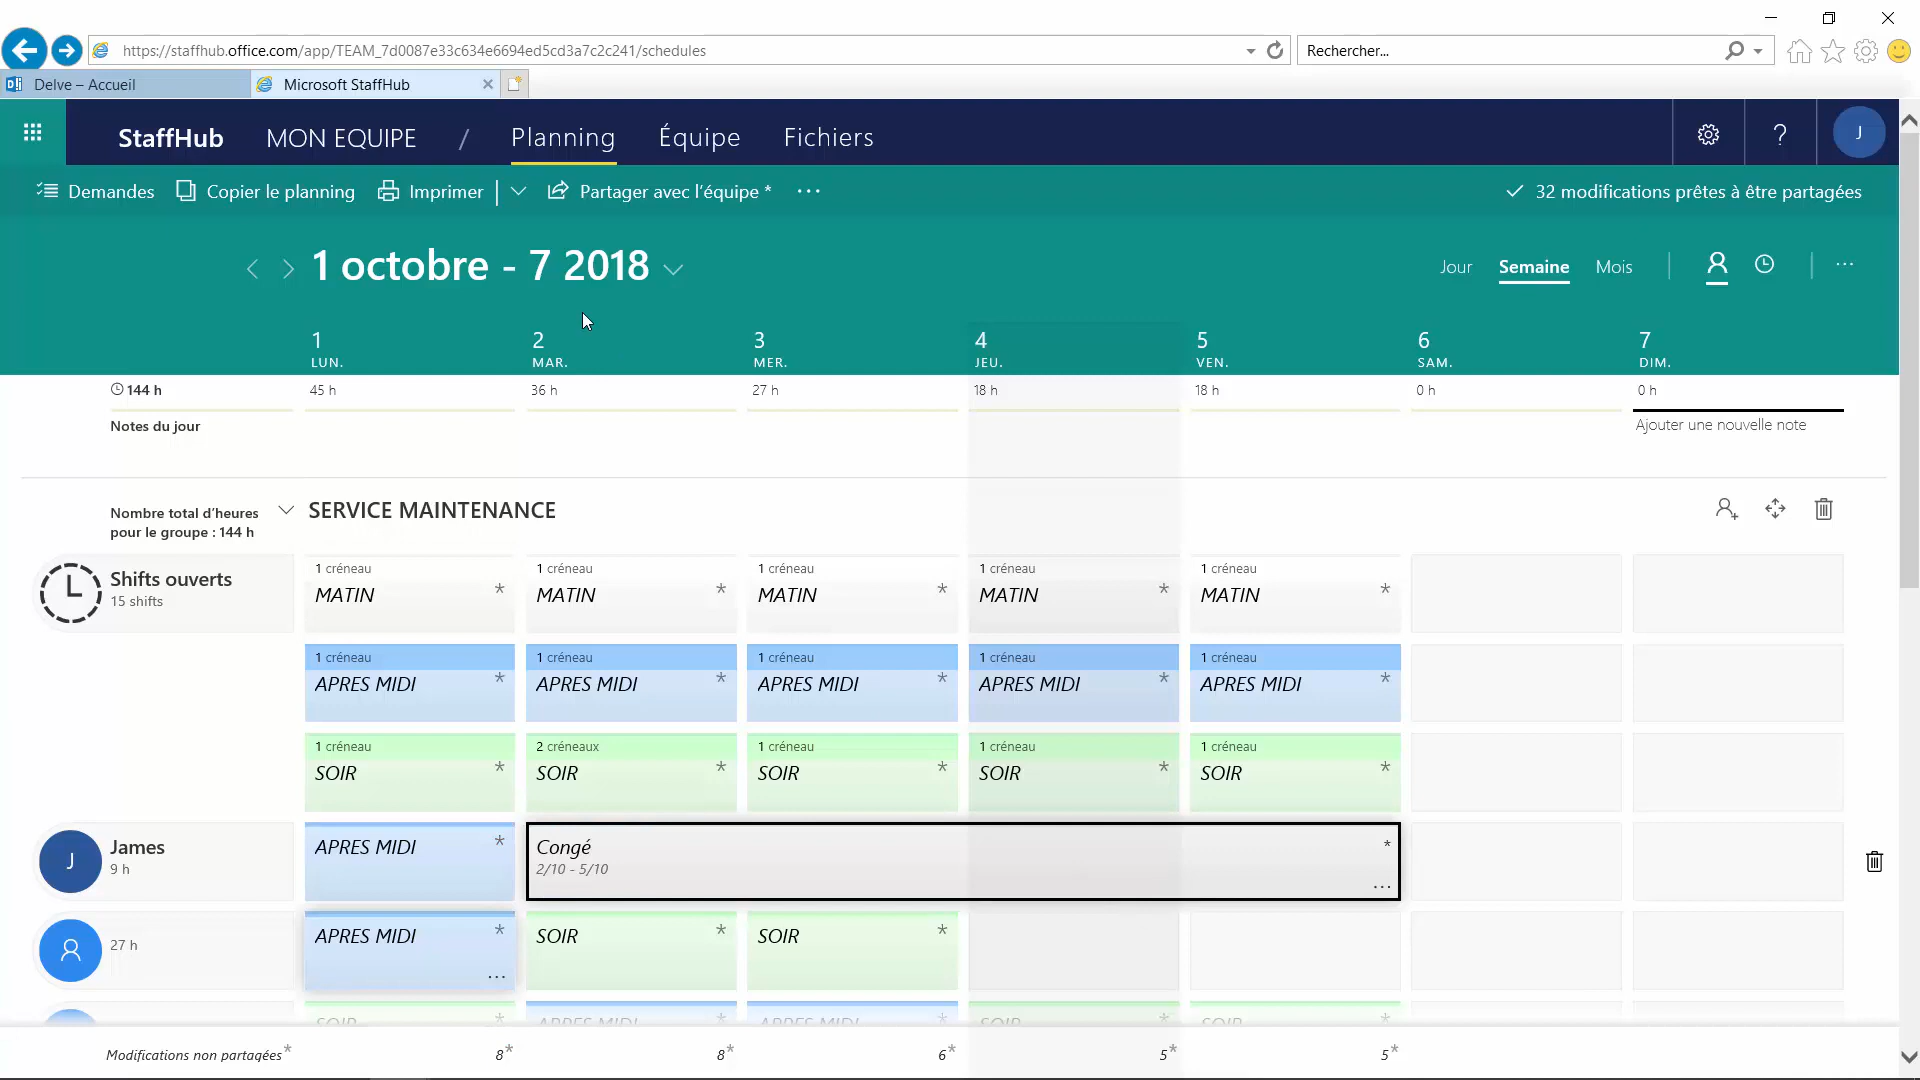 https://staffhub.office.com/app/TEAM_7d0087e33c634e6694ed5cd3a7c2c241/schedules
Rechercher...
Delve – Accueil
Microsoft StaffHub
StaffHub MON EQUIPE / Planning Équipe Fichiers
? J
Demandes Copier le planning Imprimer Partager avec l'équipe * ...
32 modifications prêtes à être partagées
1 octobre - 7 2018
Jour Semaine Mois ...
1 2 3 4 5 6 7
LUN. MAR. MER. JEU. VEN. SAM. DIM.
144 h 45 h 36 h 27 h 18 h 18 h 0 h 0 h
Notes du jour Ajouter une nouvelle note
Nombre total d'heures
pour le groupe : 144 h
SERVICE MAINTENANCE
Shifts ouverts
15 shifts
1 créneau 1 créneau 1 créneau 1 créneau 1 créneau
MATIN * MATIN * MATIN * MATIN * MATIN *
1 créneau 1 créneau 1 créneau 1 créneau 1 créneau
APRES MIDI * APRES MIDI * APRES MIDI * APRES MIDI * APRES MIDI *
1 créneau 2 créneaux 1 créneau 1 créneau 1 créneau
SOIR * SOIR * SOIR * SOIR * SOIR *
J James
9 h
APRES MIDI *
Congé *
2/10 - 5/10
...
27 h APRES MIDI * SOIR * SOIR *
...
SOIR * APRES MIDI * APRES MIDI * SOIR * SOIR *
Modifications non partagées* 8* 8* 6* 5* 5*